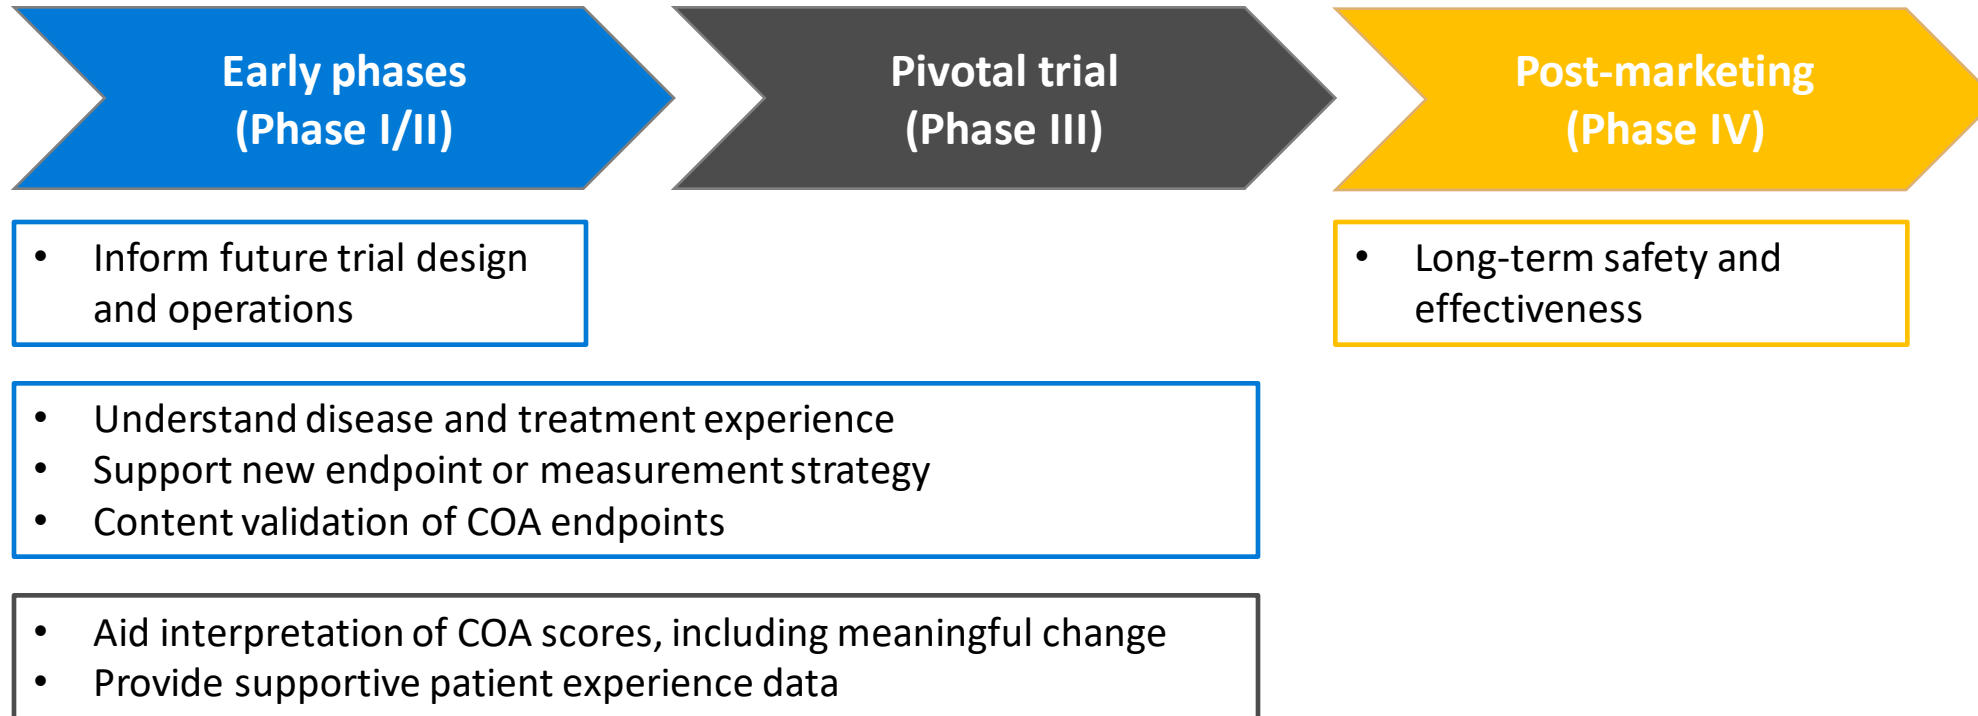 Early phases
(Phase I/II)
Pivotal trial
(Phase III)
Post-marketing
(Phase IV)
• Inform future trial design
and operations
• Long-term safety and
effectiveness
• Understand disease and treatment experience
• Support new endpoint or measurement strategy
• Content validation of COA endpoints
• Aid interpretation of COA scores, including meaningful change
• Provide supportive patient experience data